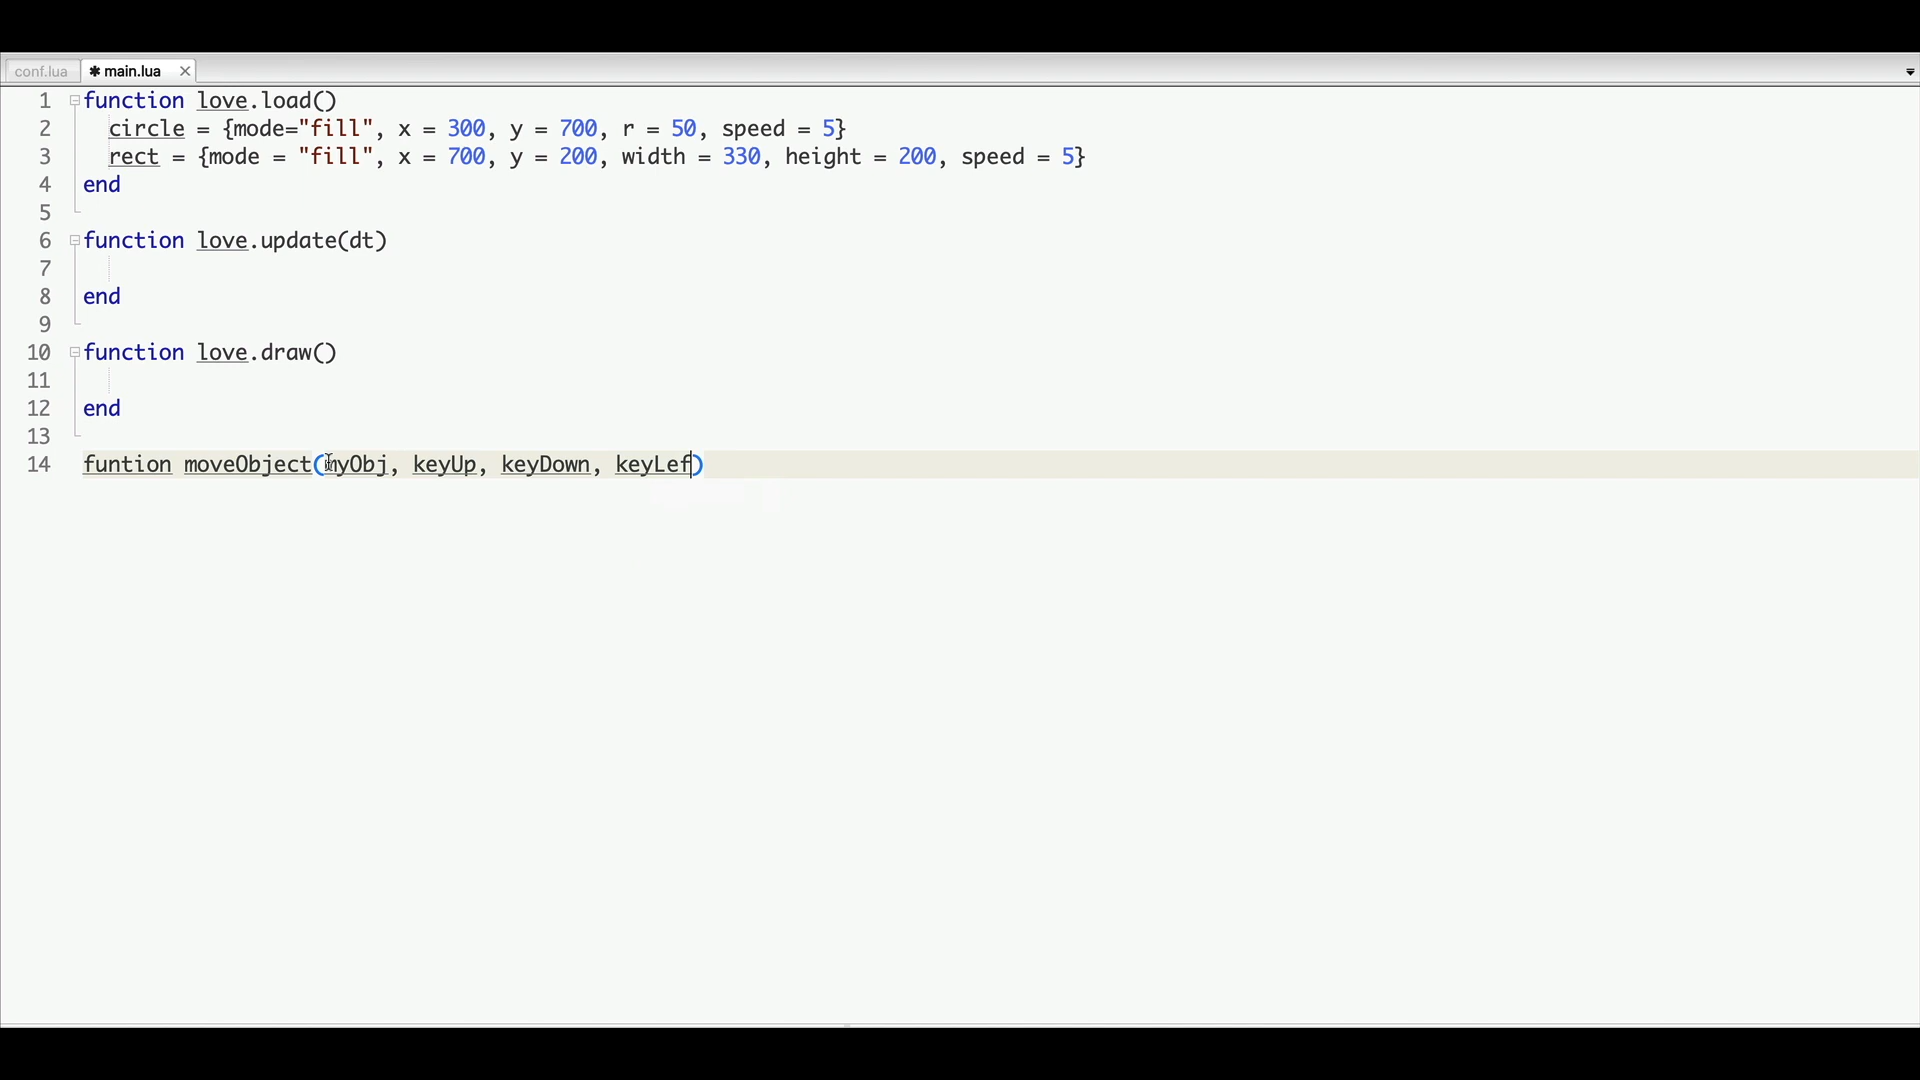 conf.lua ✱ main.lua ✕
1 function love.load()
2 circle = {mode="fill", x = 300, y = 700, r = 50, speed = 5}
3 rect = {mode = "fill", x = 700, y = 200, width = 330, height = 200, speed = 5}
4 end
5
6 function love.update(dt)
7
8 end
9
10 function love.draw()
11
12 end
13
14 funtion moveObject(myObj, keyUp, keyDown, keyLef)